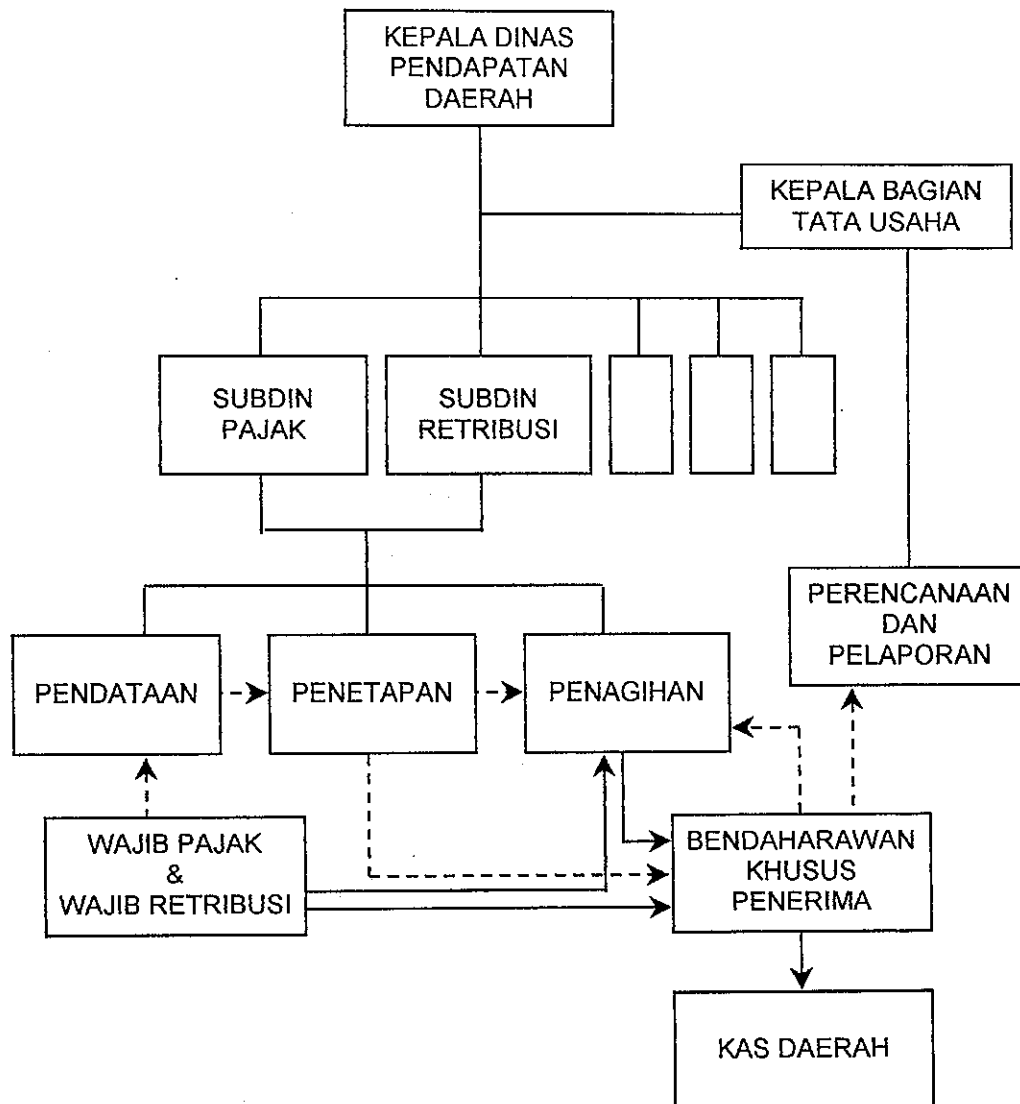 KEPALA DINAS
PENDAPATAN
DAERAH
KEPALA BAGIAN
TATA USAHA
SUBDIN
PAJAK
SUBDIN
RETRIBUSI
PERENCANAAN
DAN
PELAPORAN
PENDATAAN
PENETAPAN
PENAGIHAN
WAJIB PAJAK
&
WAJIB RETRIBUSI
BENDAHARAWAN
KHUSUS
PENERIMA
KAS DAERAH